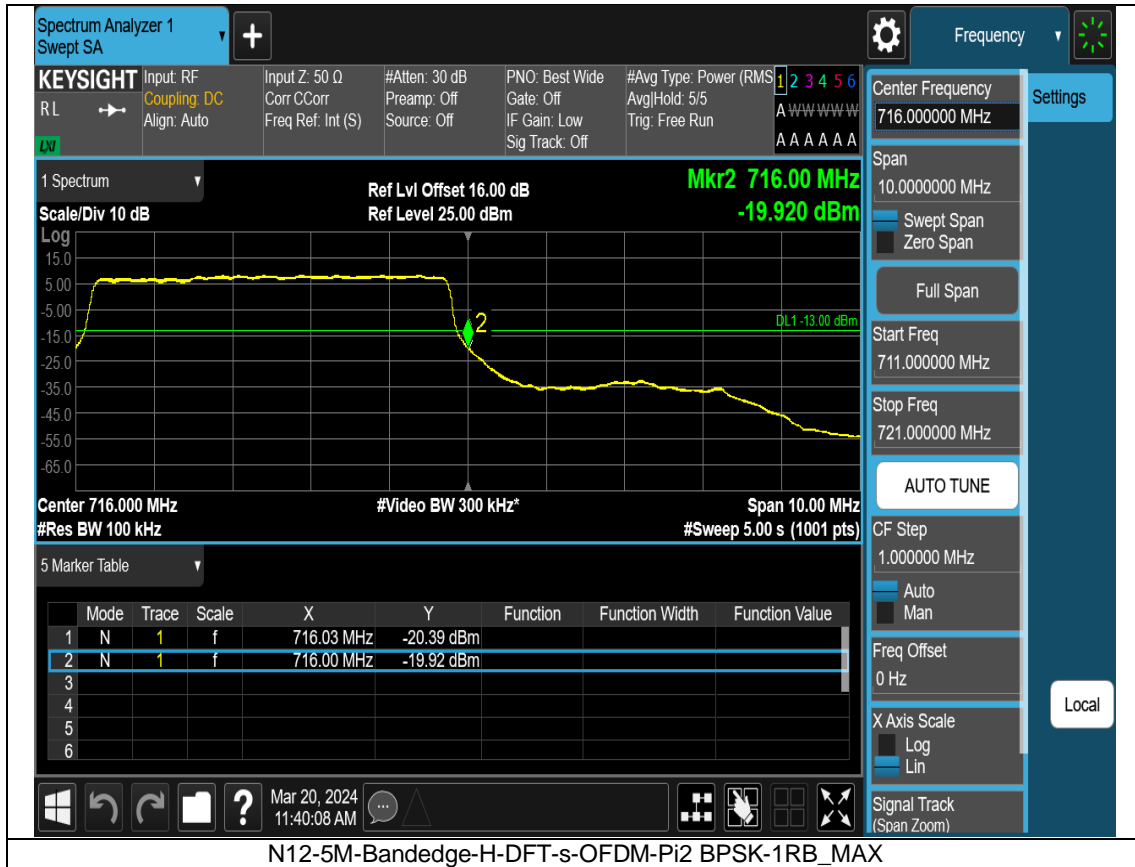 Spectrum Analyzer 1
Swept SA
Frequency
KEYSIGHT
R L
LXI
Input: RF
Coupling: DC
Align: Auto
Input Z: 50 Ω
Corr CCorr
Freq Ref: Int (S)
#Atten: 30 dB
Preamp: Off
Source: Off
PNO: Best Wide
Gate: Off
IF Gain: Low
Sig Track: Off
#Avg Type: Power (RMS
Avg|Hold: 5/5
Trig: Free Run
1 2 3 4 5 6
A W W W W W
A A A A A A
1 Spectrum
Scale/Div 10 dB
Ref Lvl Offset 16.00 dB
Ref Level 25.00 dBm
Mkr2 716.00 MHz
-19.920 dBm
Log
15.0
5.00
-5.00
-15.0
-25.0
-35.0
-45.0
-55.0
-65.0
2
DL1 -13.00 dBm
Center 716.000 MHz
#Video BW 300 kHz*
Span 10.00 MHz
#Res BW 100 kHz
#Sweep 5.00 s (1001 pts)
5 Marker Table
Mode Trace Scale X Y Function Function Width Function Value
1 N 1 f 716.03 MHz -20.39 dBm
2 N 1 f 716.00 MHz -19.92 dBm
3
4
5
6
Mar 20, 2024
11:40:08 AM
Center Frequency
716.000000 MHz
Settings
Span
10.0000000 MHz
Swept Span
Zero Span
Full Span
Start Freq
711.000000 MHz
Stop Freq
721.000000 MHz
AUTO TUNE
CF Step
1.000000 MHz
Auto
Man
Freq Offset
0 Hz
Local
X Axis Scale
Log
Lin
Signal Track
(Span Zoom)
N12-5M-Bandedge-H-DFT-s-OFDM-Pi2 BPSK-1RB_MAX